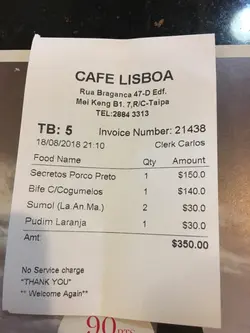 CAFE LISBOA
Rua Braganca 47-D Edf.
Mei Keng B1. 7,R/C-Taipa
TEL:2884 3313
TB: 5 Invoice Number: 21438
18/08/2018 21:10 Clerk Carlos
Food Name Qty Amount
Secretos Porco Preto 1 $150.0
Bife C/Cogumelos 1 $140.0
Sumol (La.An.Ma.) 2 $30.0
Pudim Laranja 1 $30.0
Amt $350.00
No Service charge
"THANK YOU"
** Welcome Again**
90